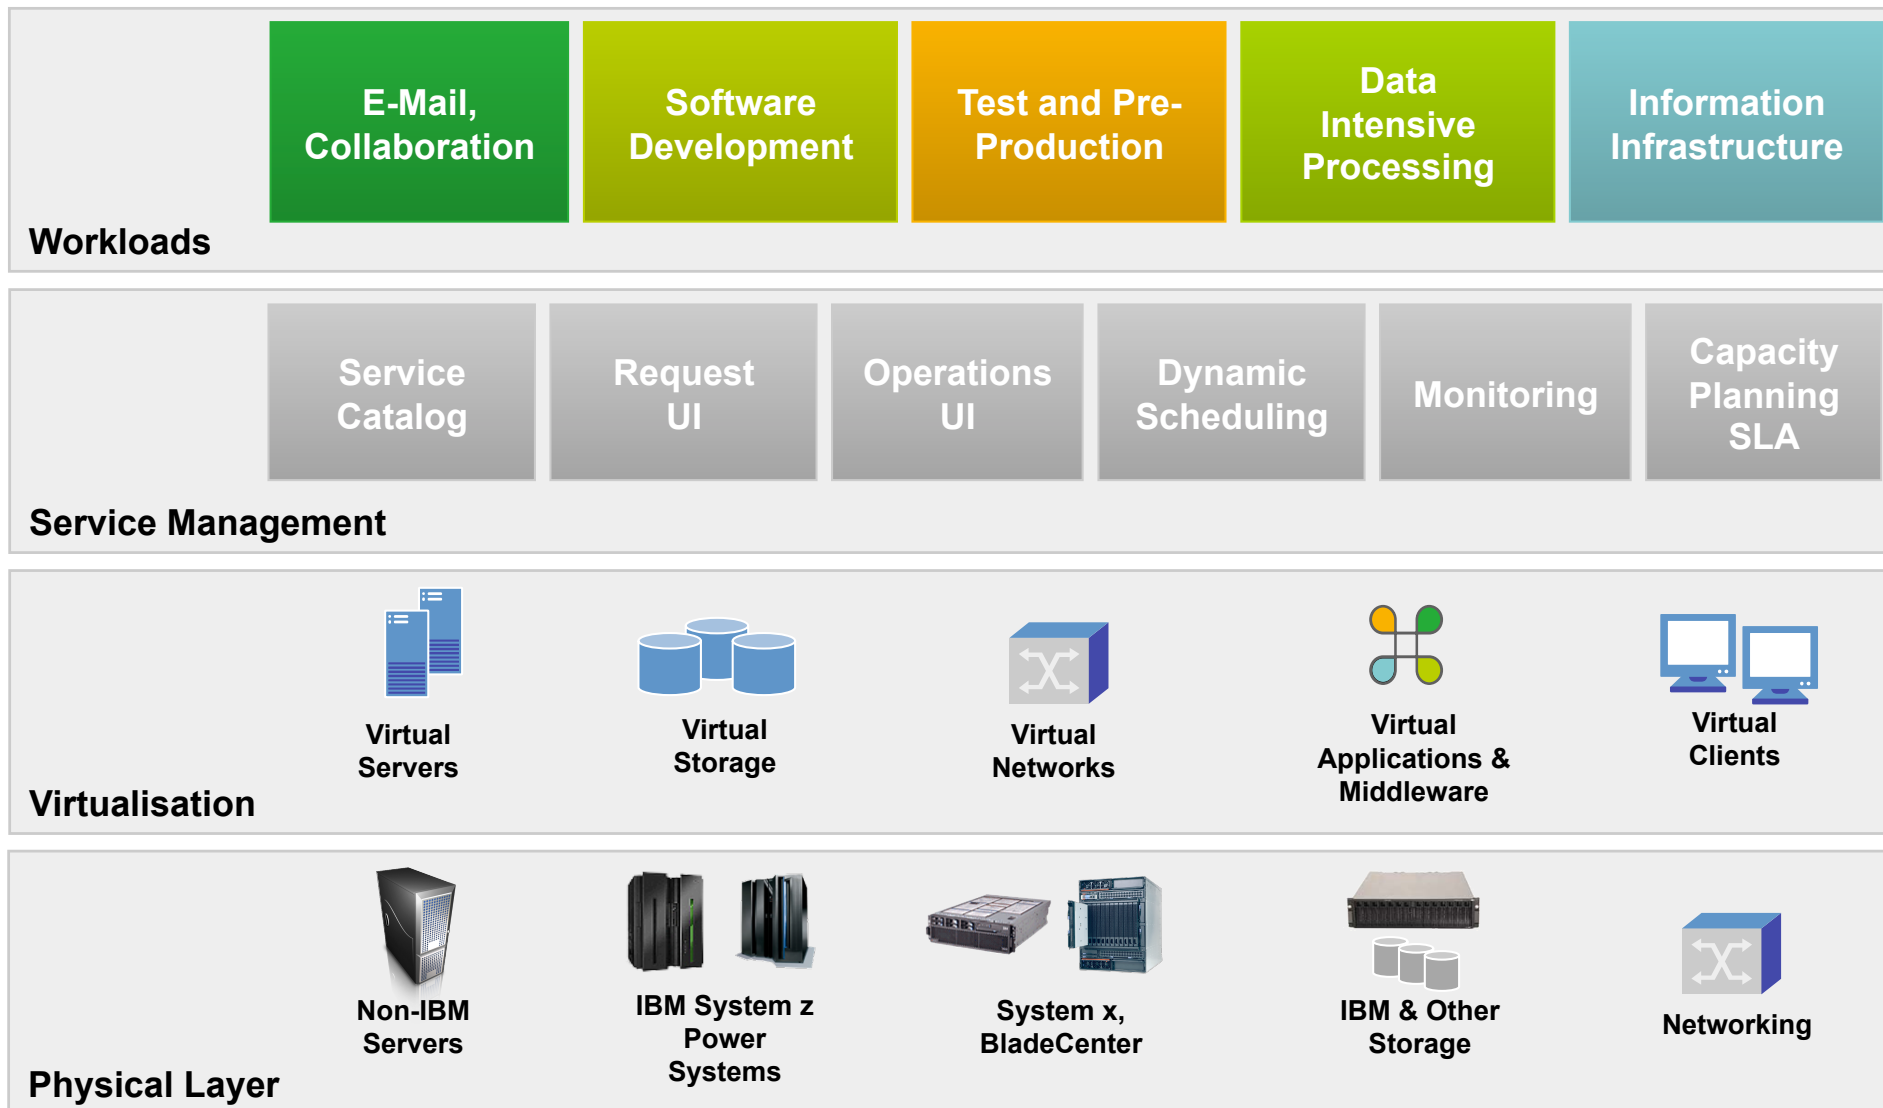 E-Mail,
Collaboration
Software
Development
Test and Pre-
Production
Data
Intensive
Processing
Information
Infrastructure
Workloads
Service
Catalog
Request
UI
Operations
UI
Dynamic
Scheduling
Monitoring
Capacity
Planning
SLA
Service Management
Virtual
Servers
Virtual
Storage
Virtual
Networks
Virtual
Applications &
Middleware
Virtual
Clients
Virtualisation
Non-IBM
Servers
IBM System z
Power
Systems
System x,
BladeCenter
IBM & Other
Storage
Networking
Physical Layer